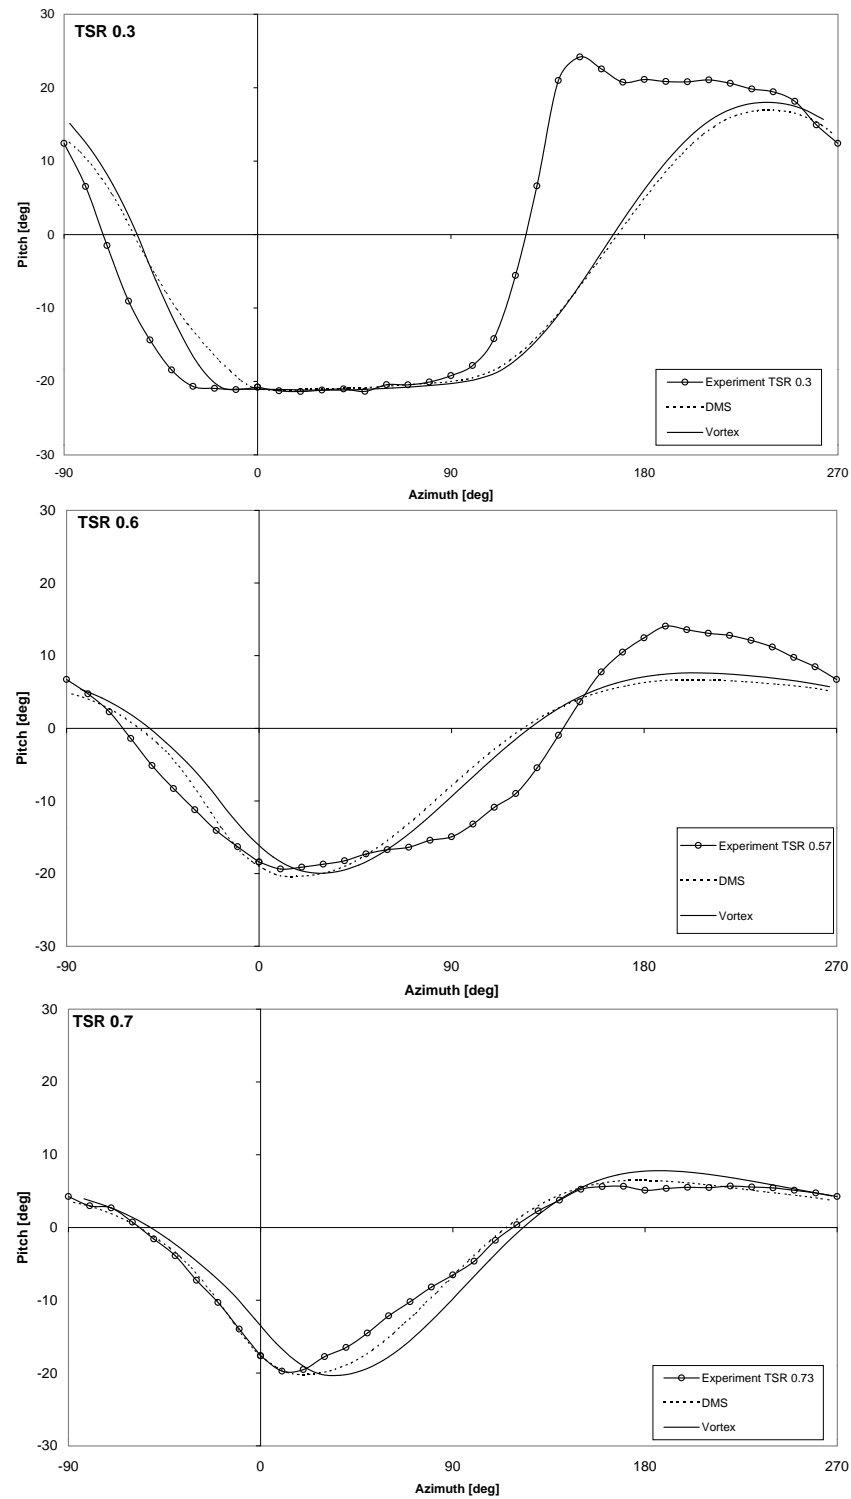 TSR 0.3
30
20
10
0
-10
-20
-30
Pitch [deg]
-90 0 90 180 270
Azimuth [deg]
Experiment TSR 0.3
DMS
Vortex
TSR 0.6
30
20
10
0
-10
-20
-30
Pitch [deg]
-90 0 90 180 270
Azimuth [deg]
Experiment TSR 0.57
DMS
Vortex
TSR 0.7
30
20
10
0
-10
-20
-30
Pitch [deg]
-90 0 90 180 270
Azimuth [deg]
Experiment TSR 0.73
DMS
Vortex